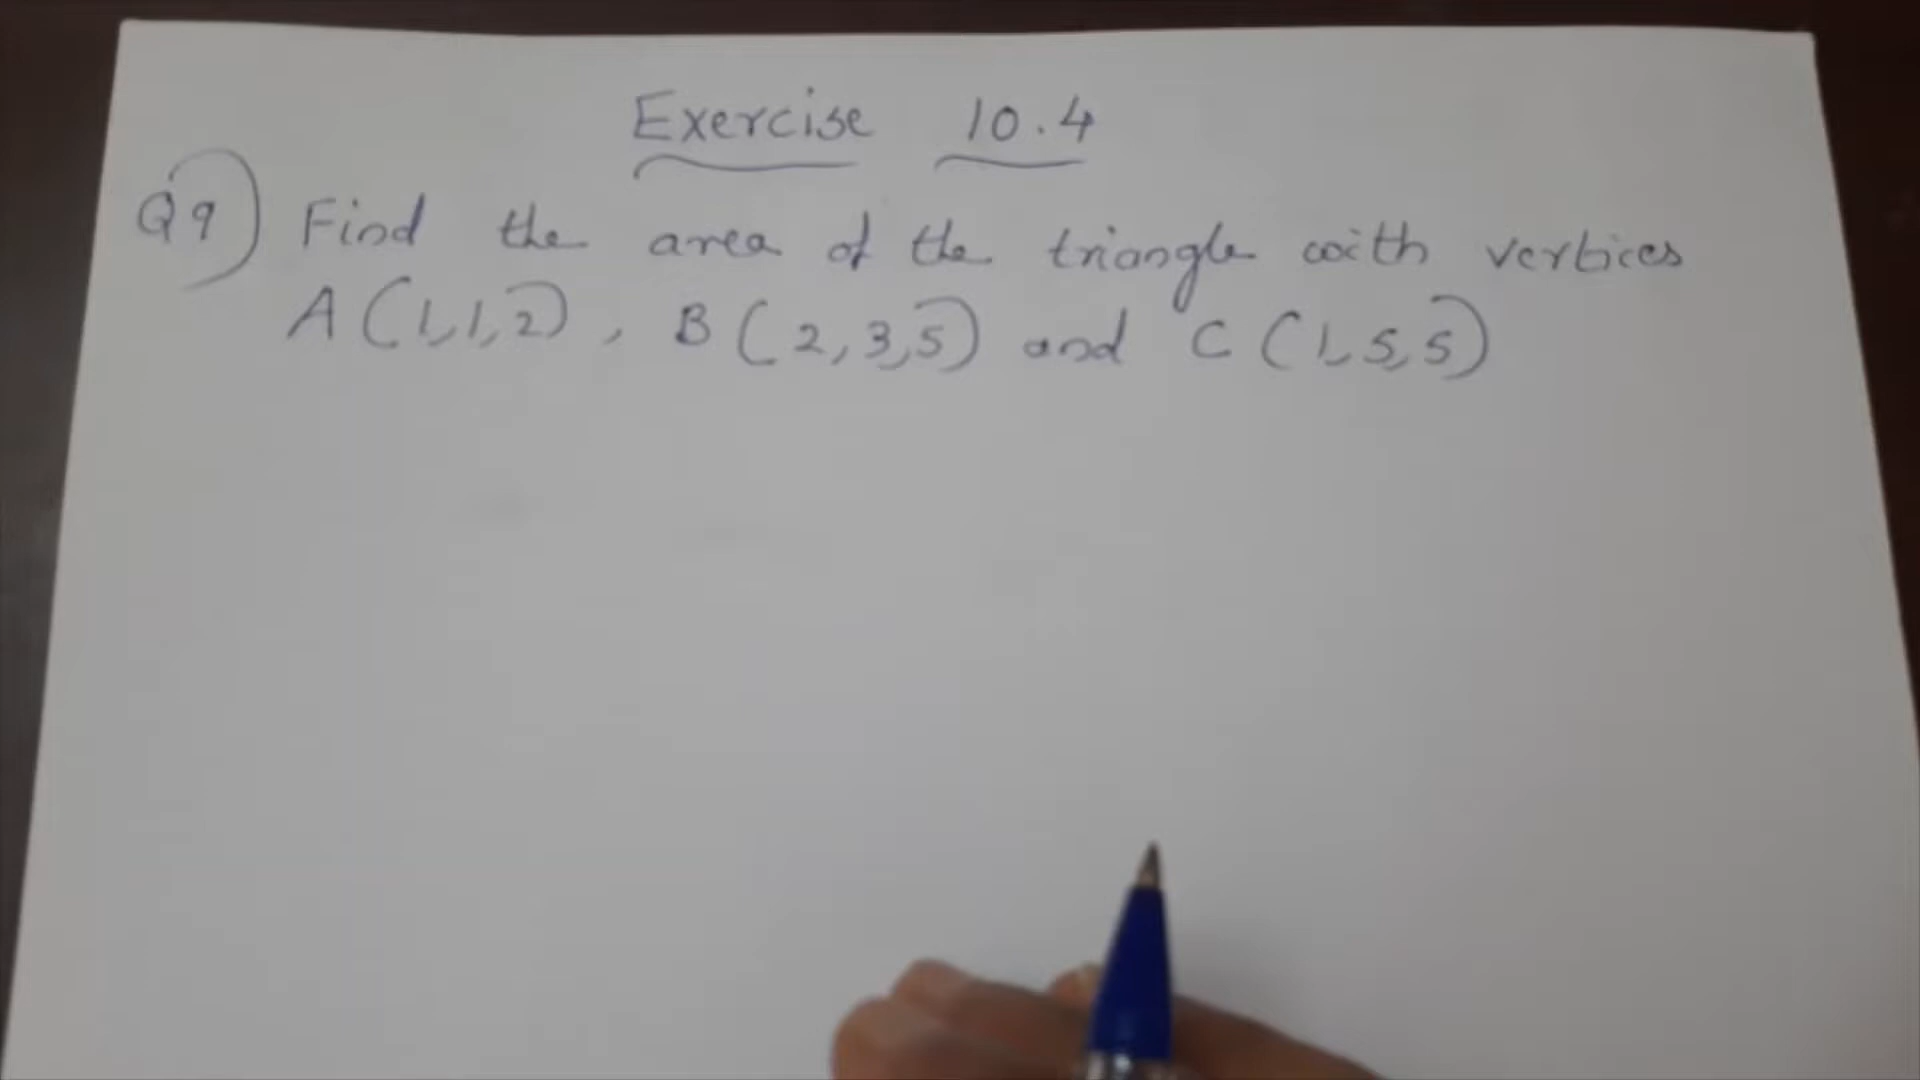 Exercise 10.4
Q9) Find the area of the triangle with vertices
A(1,1,2), B(2,3,5) and C(1,5,5)